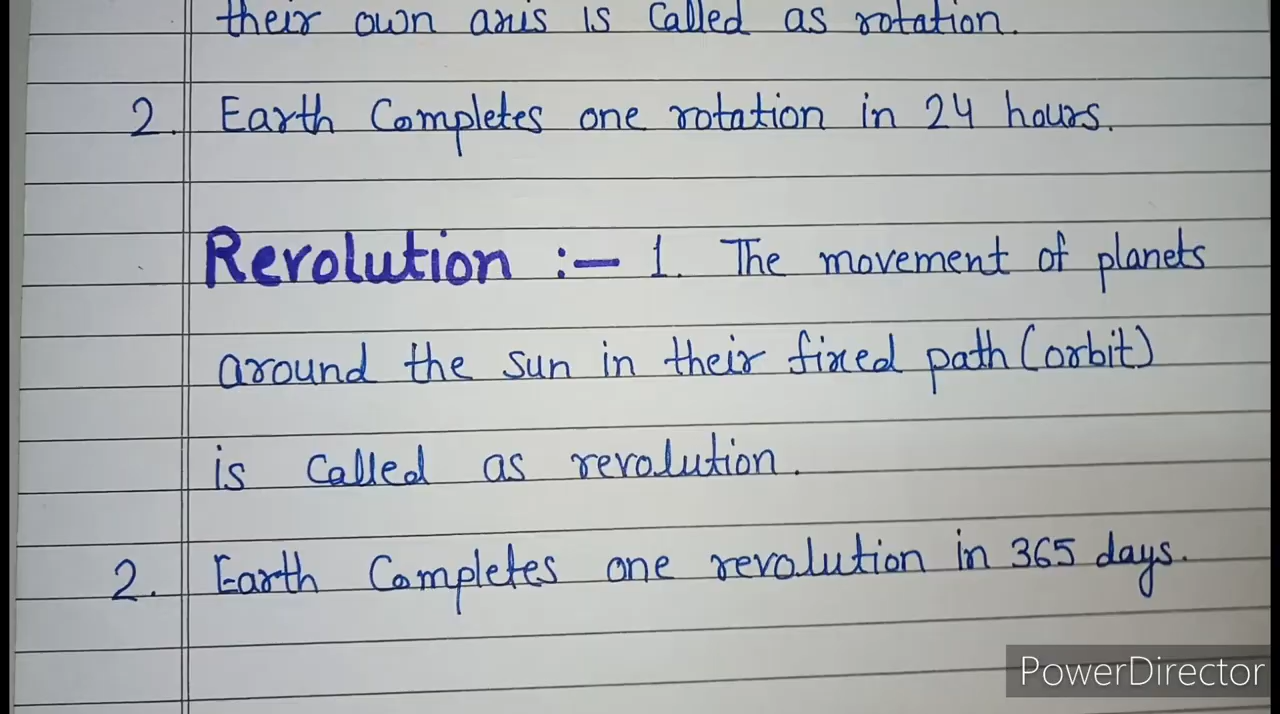 their own axis is called as rotation.
2. Earth Completes one rotation in 24 hours.
Revolution :- 1. The movement of planets
around the sun in their fixed path (orbit)
is called as revolution.
2. Earth Completes one revolution in 365 days.
PowerDirector